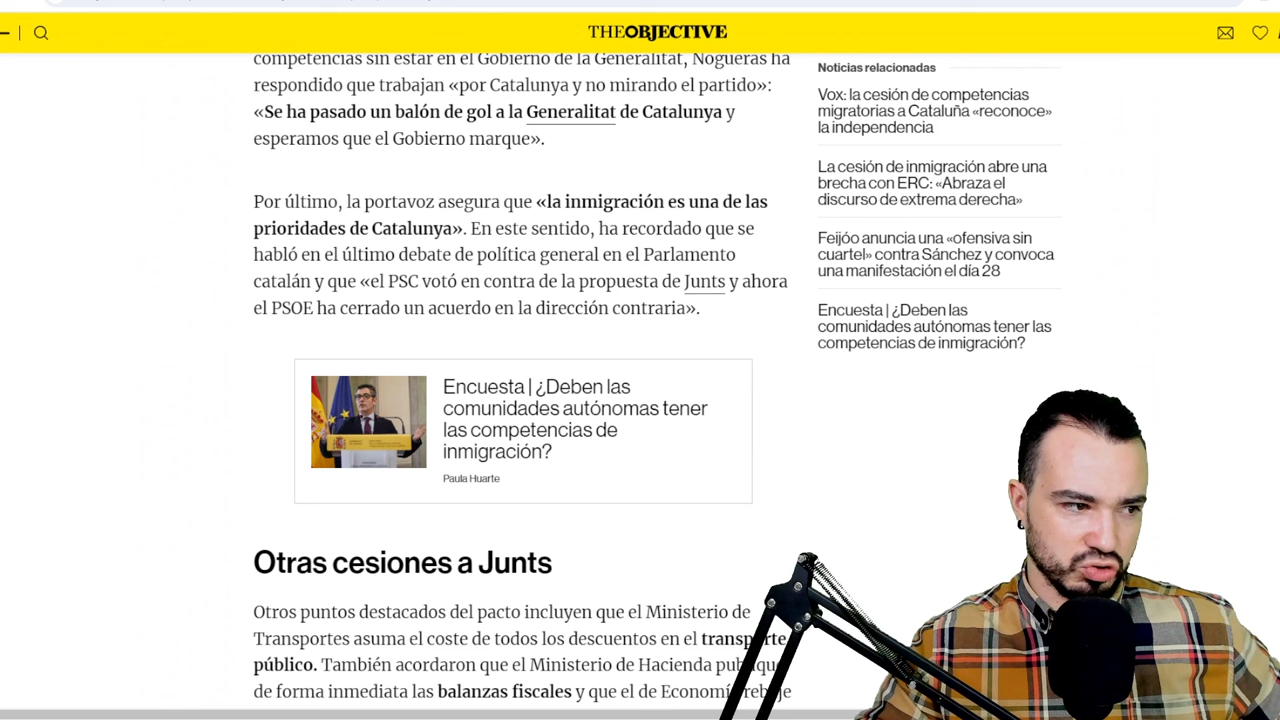 THEOBJECTIVE
competencias sin estar en el Gobierno de la Generalitat, Nogueras ha
respondido que trabajan «por Catalunya y no mirando el partido»:
«Se ha pasado un balón de gol a la Generalitat de Catalunya y
esperamos que el Gobierno marque».
Por último, la portavoz asegura que «la inmigración es una de las
prioridades de Catalunya». En este sentido, ha recordado que se
habló en el último debate de política general en el Parlamento
catalán y que «el PSC votó en contra de la propuesta de Junts y ahora
el PSOE ha cerrado un acuerdo en la dirección contraria».
Encuesta | ¿Deben las
comunidades autónomas tener
las competencias de
inmigración?
Paula Huarte
Otras cesiones a Junts
Otros puntos destacados del pacto incluyen que el Ministerio de
Transportes asuma el coste de todos los descuentos en el transporte
público. También acordaron que el Ministerio de Hacienda publique
de forma inmediata las balanzas fiscales y que el de Economía rebaje
Noticias relacionadas
Vox: la cesión de competencias
migratorias a Cataluña «reconoce»
la independencia
La cesión de inmigración abre una
brecha con ERC: «Abraza el
discurso de extrema derecha»
Feijóo anuncia una «ofensiva sin
cuartel» contra Sánchez y convoca
una manifestación el día 28
Encuesta | ¿Deben las
comunidades autónomas tener las
competencias de inmigración?